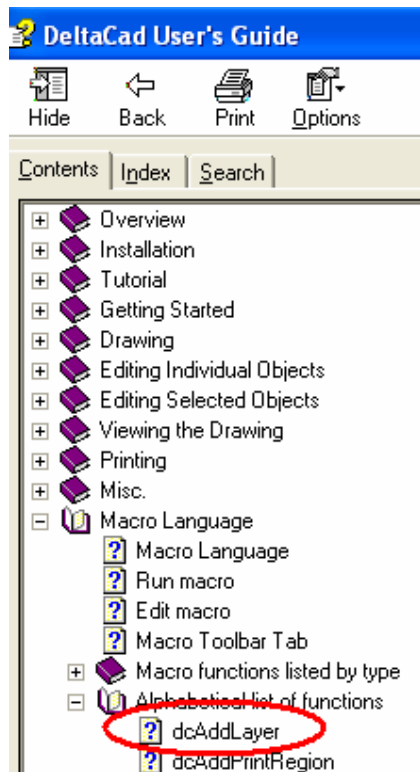 DeltaCad User's Guide
Hide Back Print Options
Contents Index Search
Overview
Installation
Tutorial
Getting Started
Drawing
Editing Individual Objects
Editing Selected Objects
Viewing the Drawing
Printing
Misc.
Macro Language
Macro Language
Run macro
Edit macro
Macro Toolbar Tab
Macro functions listed by type
Alphabetical list of functions
dcAddLayer
dcAddPrintRegion